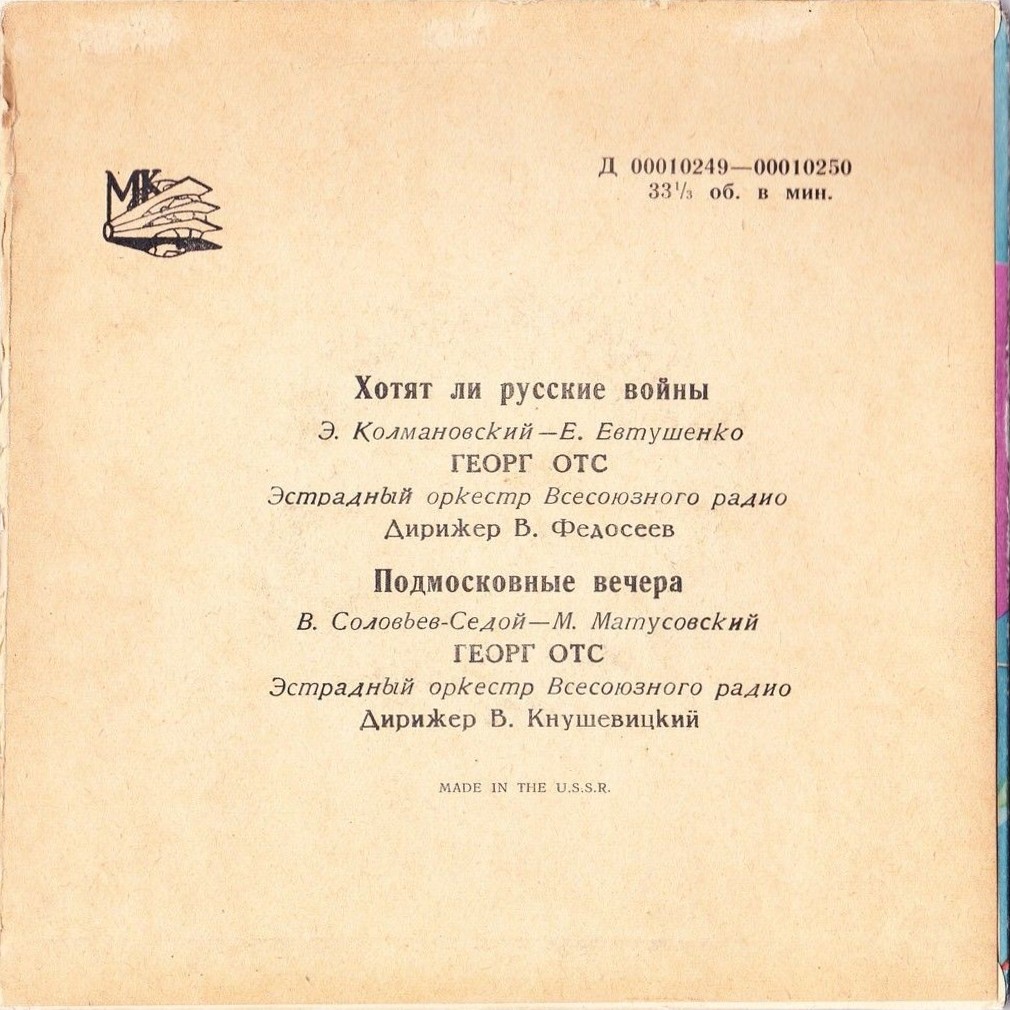 МК
Д 00010249—00010250
33⅓ об. в мин.
Хотят ли русские войны
Э. Колмановский—Е. Евтушенко
ГЕОРГ ОТС
Эстрадный оркестр Всесоюзного радио
Дирижер В. Федосеев
Подмосковные вечера
В. Соловьев-Седой—М. Матусовский
ГЕОРГ ОТС
Эстрадный оркестр Всесоюзного радио
Дирижер В. Кнушевицкий
MADE IN THE U.S.S.R.